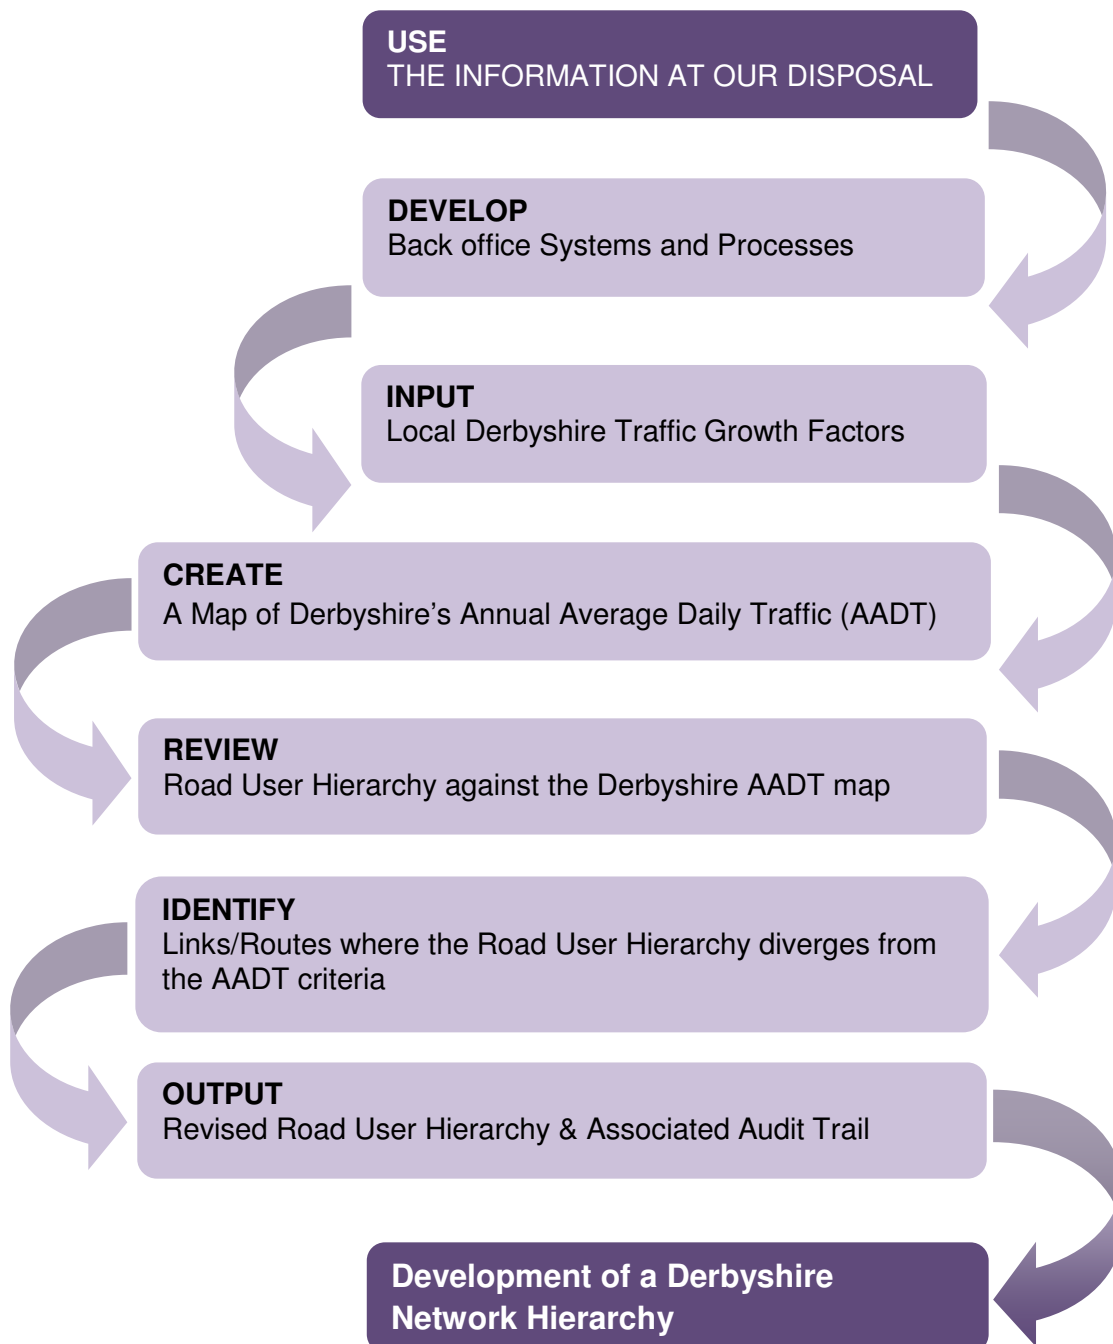 USE
THE INFORMATION AT OUR DISPOSAL
DEVELOP
Back office Systems and Processes
INPUT
Local Derbyshire Traffic Growth Factors
CREATE
A Map of Derbyshire’s Annual Average Daily Traffic (AADT)
REVIEW
Road User Hierarchy against the Derbyshire AADT map
IDENTIFY
Links/Routes where the Road User Hierarchy diverges from
the AADT criteria
OUTPUT
Revised Road User Hierarchy & Associated Audit Trail
Development of a Derbyshire
Network Hierarchy